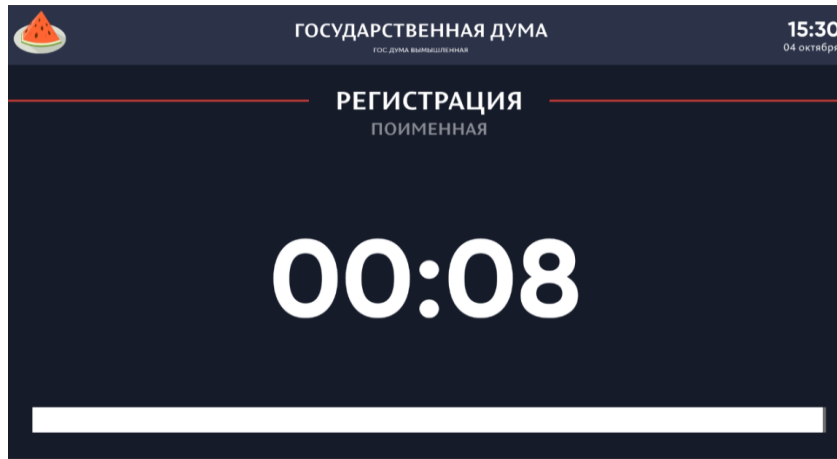 ГОСУДАРСТВЕННАЯ ДУМА
ГОС.ДУМА ВЫМЫШЛЕННАЯ
15:30
04 октября
РЕГИСТРАЦИЯ
ПОИМЕННАЯ
00:08